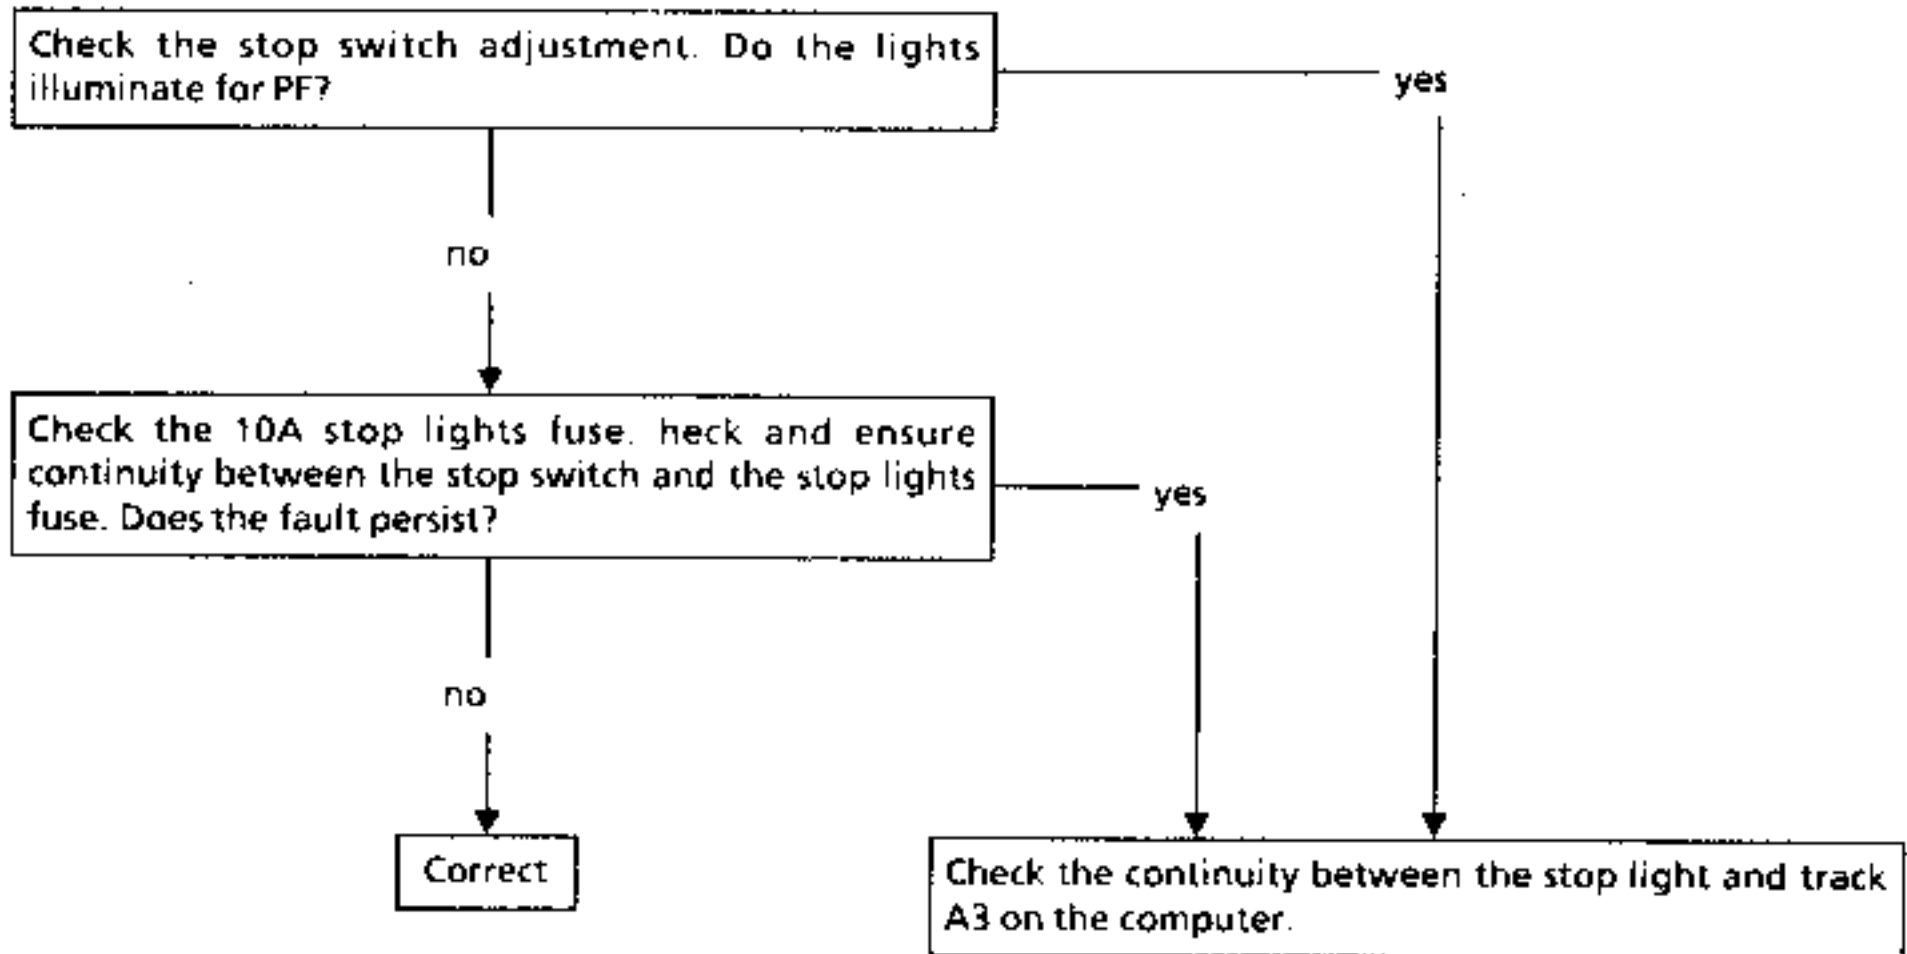 Check the stop switch adjustment. Do the lights
illuminate for PF?
yes
no
Check the 10A stop lights fuse. heck and ensure
continuity between the stop switch and the stop lights
fuse. Does the fault persist?
yes
no
Correct
Check the continuity between the stop light and track
A3 on the computer.